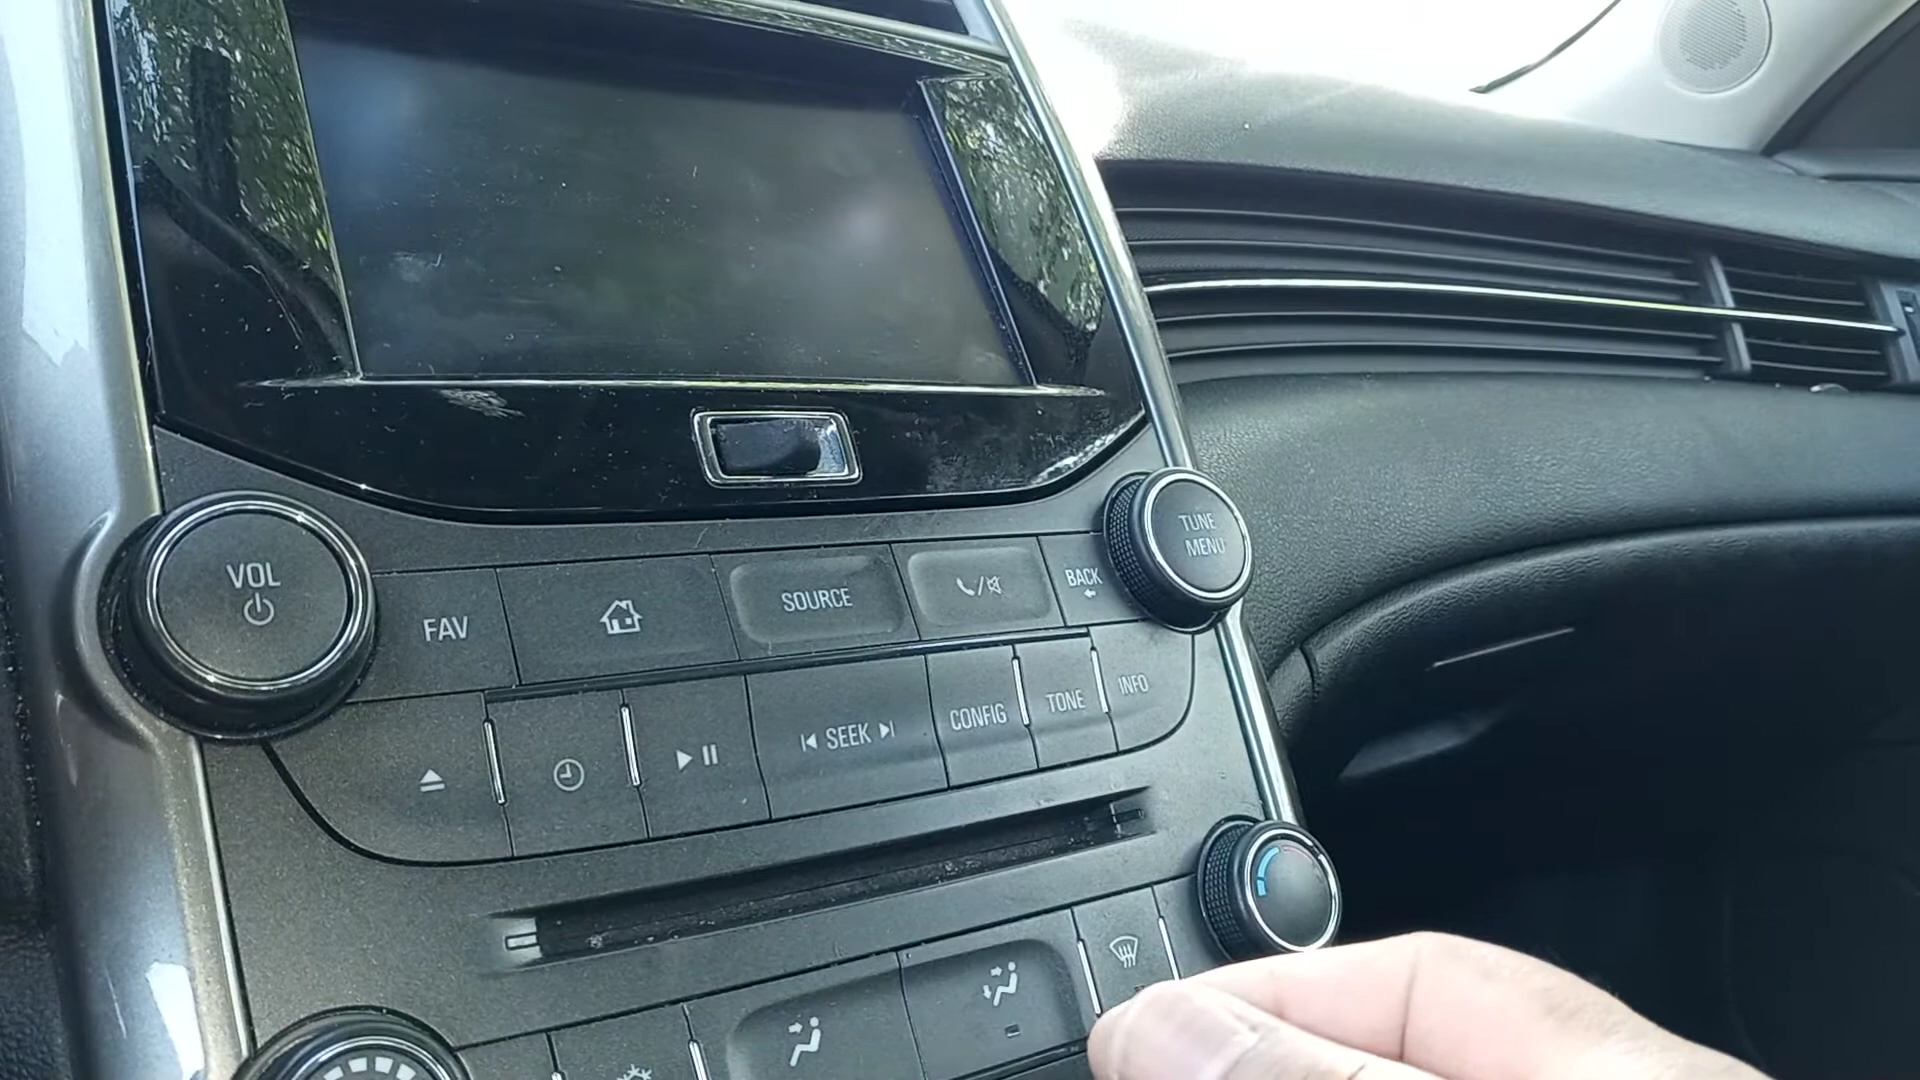 VOL
FAV
SOURCE
BACK
TUNE
MENU
SEEK
CONFIG
TONE
INFO